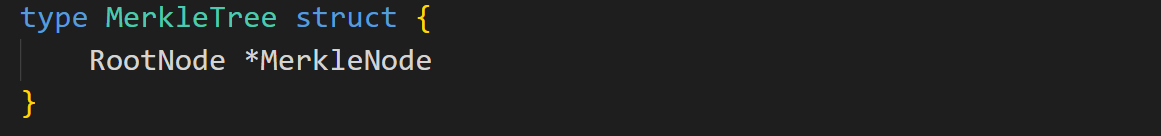 type MerkleTree struct {
    RootNode *MerkleNode
}